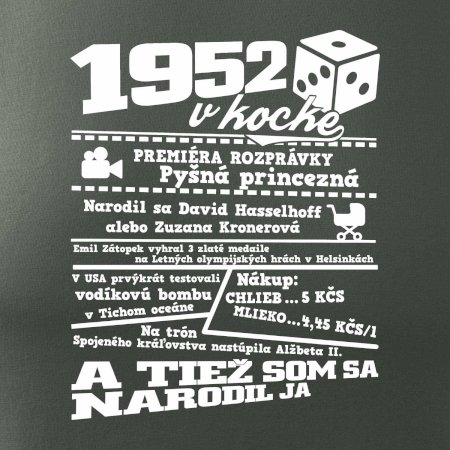 1952
v kocke
PREMIÉRA ROZPRÁVKY
Pyšná princezná
Narodil sa David Hasselhoff
alebo Zuzana Kronerová
Emil Zátopek vyhral 3 zlaté medaile
na Letných olympijských hrách v Helsinkách
V USA prvýkrát testovali
vodíkovú bombu
v Tichom oceáne
Nákup:
CHLIEB...5 KČS
MLIEKO...4,45 KČS/l
Na trón
Spojeného kráľovstva nastúpila Alžbeta II.
A TIEŽ SOM SA
NARODIL JA